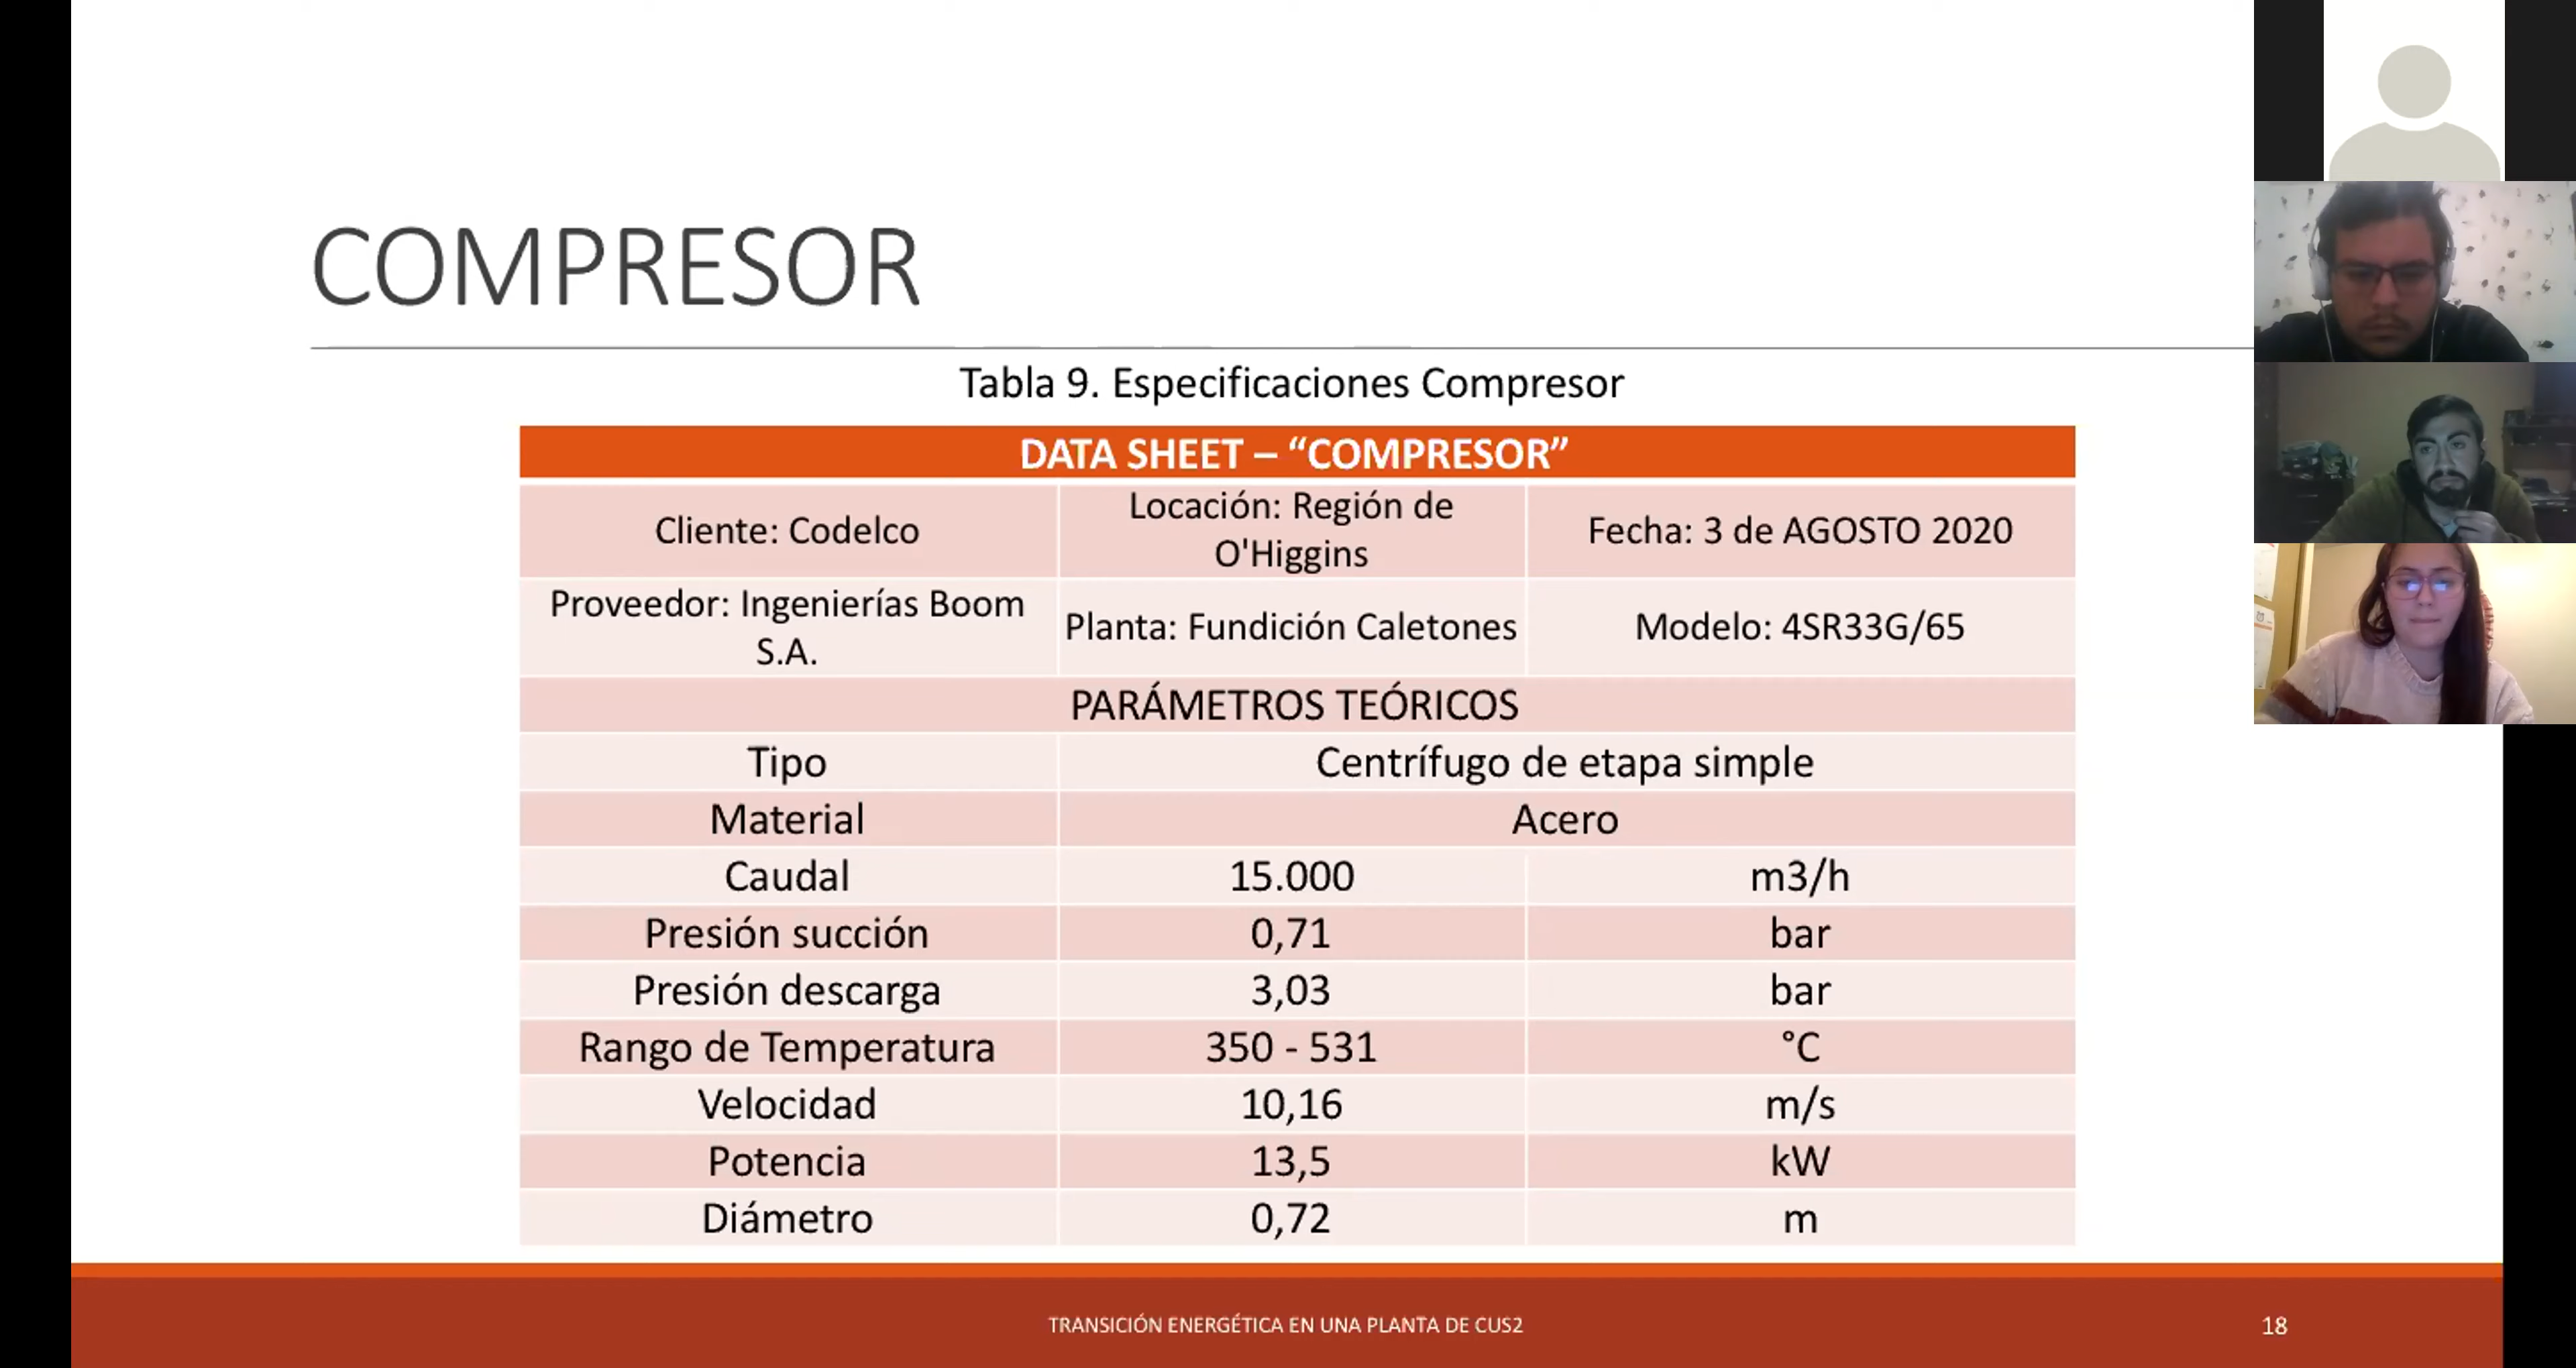 COMPRESOR
Tabla 9. Especificaciones Compresor
DATA SHEET – “COMPRESOR”
Cliente: Codelco
Locación: Región de
O'Higgins
Fecha: 3 de AGOSTO 2020
Proveedor: Ingenierías Boom
S.A.
Planta: Fundición Caletones
Modelo: 4SR33G/65
PARÁMETROS TEÓRICOS
Tipo Centrífugo de etapa simple
Material Acero
Caudal 15.000 m3/h
Presión succión 0,71 bar
Presión descarga 3,03 bar
Rango de Temperatura 350 - 531 °C
Velocidad 10,16 m/s
Potencia 13,5 kW
Diámetro 0,72 m
TRANSICIÓN ENERGÉTICA EN UNA PLANTA DE CUS2
18